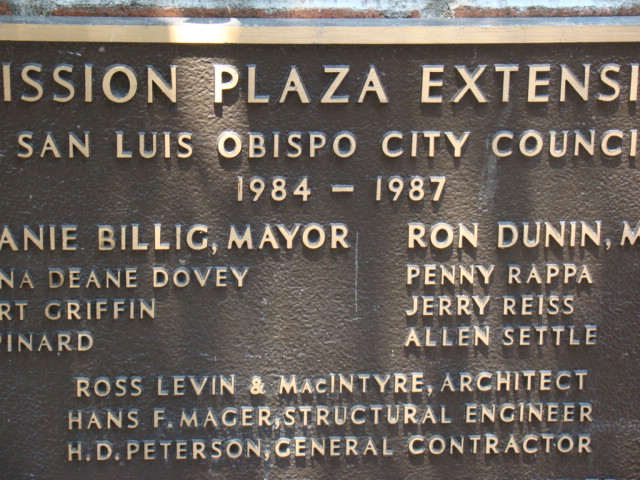 ISSION PLAZA EXTENSI
SAN LUIS OBISPO CITY COUNCI
1984 – 1987
ANIE BILLIG, MAYOR RON DUNIN, M
NA DEANE DOVEY PENNY RAPPA
RT GRIFFIN JERRY REISS
PINARD ALLEN SETTLE
ROSS LEVIN & MACINTYRE, ARCHITECT
HANS F. MAGER, STRUCTURAL ENGINEER
H.D. PETERSON, GENERAL CONTRACTOR